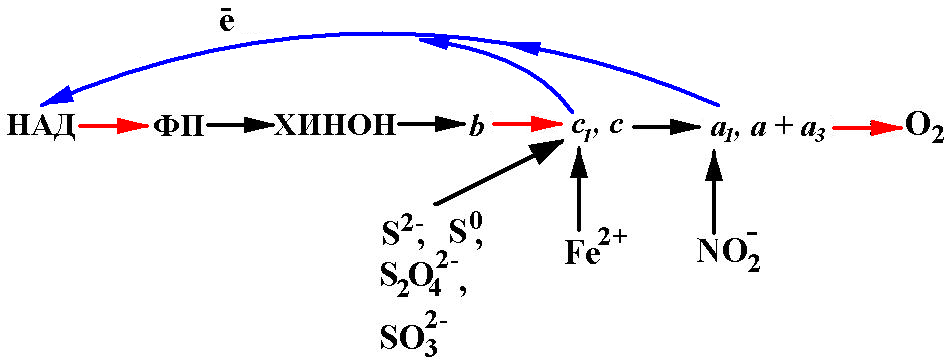 ē
НАД ФП ХИНОН b c₁, c a₁, a + a₃ O₂
S²⁻, S⁰, Fe²⁺ NO₂⁻
S₂O₄²⁻,
SO₃²⁻